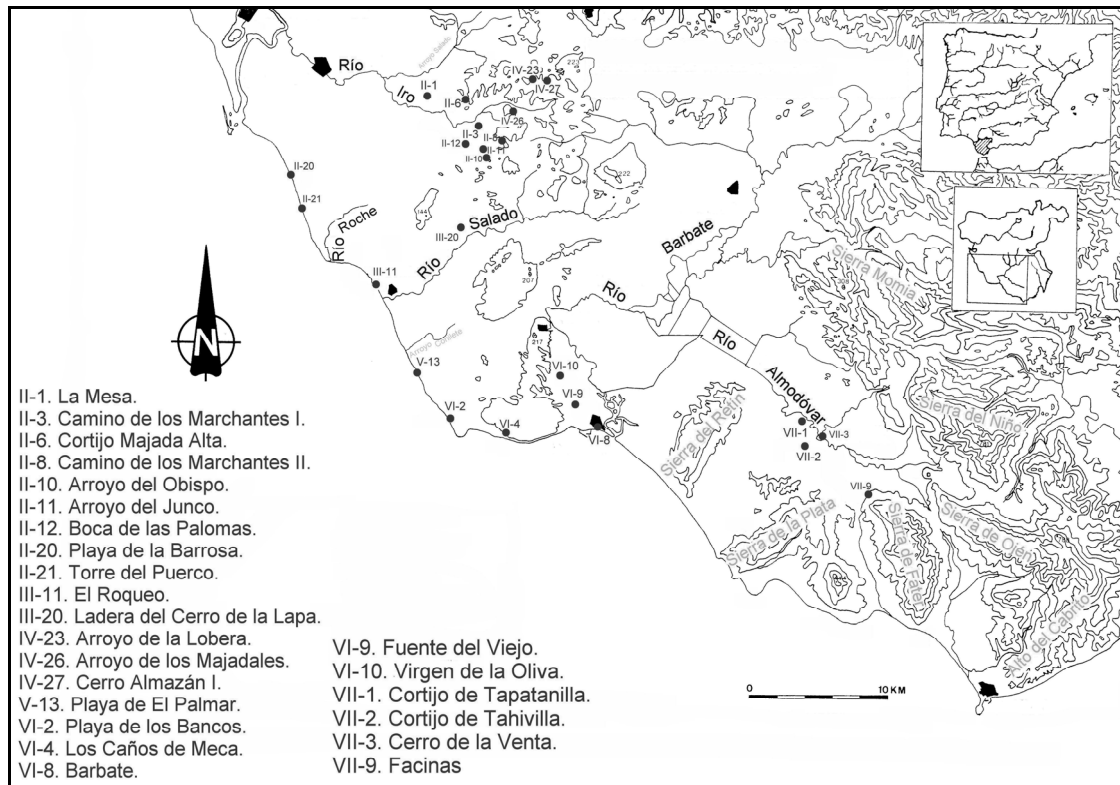 Río
Iro
Arroyo Salado
II-1
II-6
IV-23
IV-27
223
IV-26
II-3
II-8
II-12
II-11
II-10
222
II-20
II-21
144
Río Roche
III-20
Río Salado
III-11
207
Barbate
Río
Río
Almodóvar
Sierra Momia
217
V-13
VI-10
VI-9
VI-2
VI-4
VI-8
Sierra del Retín
Sierra del Niño
VII-1
VII-3
VII-2
VII-9
Sierra de la Plata
Sierra de Fates
Sierra de Ojén
Alto del Cabrito
N
0 10 KM
II-1. La Mesa.
II-3. Camino de los Marchantes I.
II-6. Cortijo Majada Alta.
II-8. Camino de los Marchantes II.
II-10. Arroyo del Obispo.
II-11. Arroyo del Junco.
II-12. Boca de las Palomas.
II-20. Playa de la Barrosa.
II-21. Torre del Puerco.
III-11. El Roqueo.
III-20. Ladera del Cerro de la Lapa.
IV-23. Arroyo de la Lobera.
IV-26. Arroyo de los Majadales.
IV-27. Cerro Almazán I.
V-13. Playa de El Palmar.
VI-2. Playa de los Bancos.
VI-4. Los Caños de Meca.
VI-8. Barbate.
VI-9. Fuente del Viejo.
VI-10. Virgen de la Oliva.
VII-1. Cortijo de Tapatanilla.
VII-2. Cortijo de Tahivilla.
VII-3. Cerro de la Venta.
VII-9. Facinas